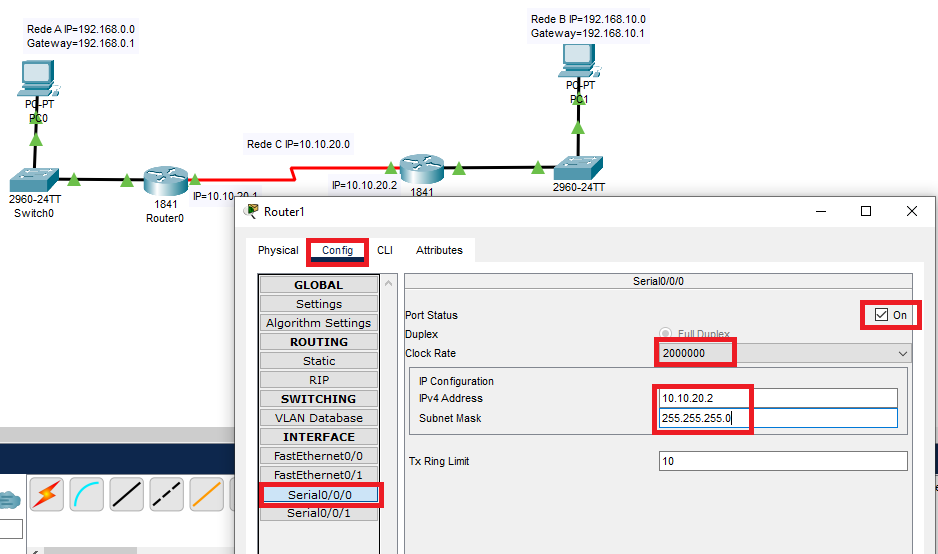 Rede A IP=192.168.0.0
Gateway=192.168.0.1
Rede B IP=192.168.10.0
Gateway=192.168.10.1
PC-PT
PC0
PC-PT
PC1
Rede C IP=10.10.20.0
2960-24TT
Switch0
1841
Router0
IP=10.10.20.1
IP=10.10.20.2
1841
2960-24TT
Router1
Physical
Config
CLI
Attributes
GLOBAL
Settings
Algorithm Settings
ROUTING
Static
RIP
SWITCHING
VLAN Database
INTERFACE
FastEthernet0/0
FastEthernet0/1
Serial0/0/0
Serial0/0/1
Serial0/0/0
Port Status
On
Duplex
Full Duplex
Clock Rate
2000000
IP Configuration
IPv4 Address
10.10.20.2
Subnet Mask
255.255.255.0
Tx Ring Limit
10